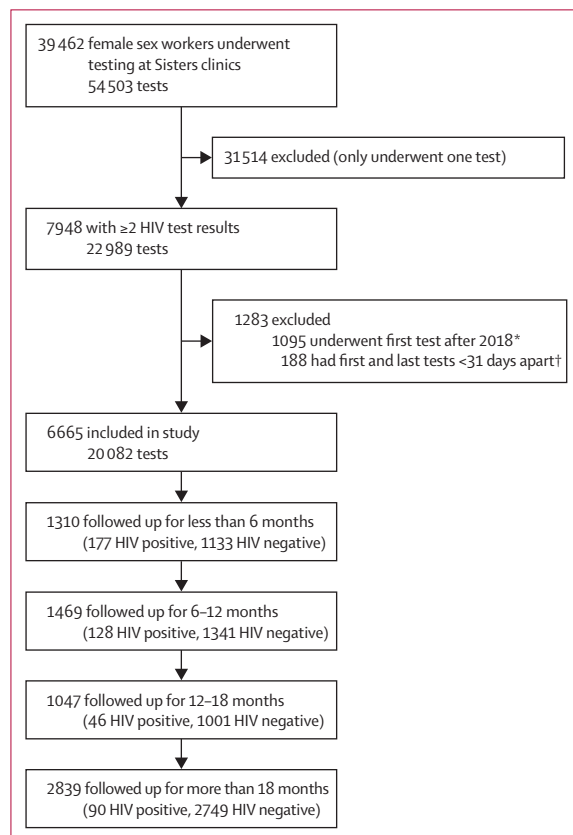 39 462 female sex workers underwent
testing at Sisters clinics
54 503 tests
31 514 excluded (only underwent one test)
7948 with ≥2 HIV test results
22 989 tests
1283 excluded
1095 underwent first test after 2018*
188 had first and last tests <31 days apart†
6665 included in study
20 082 tests
1310 followed up for less than 6 months
(177 HIV positive, 1133 HIV negative)
1469 followed up for 6–12 months
(128 HIV positive, 1341 HIV negative)
1047 followed up for 12–18 months
(46 HIV positive, 1001 HIV negative)
2839 followed up for more than 18 months
(90 HIV positive, 2749 HIV negative)